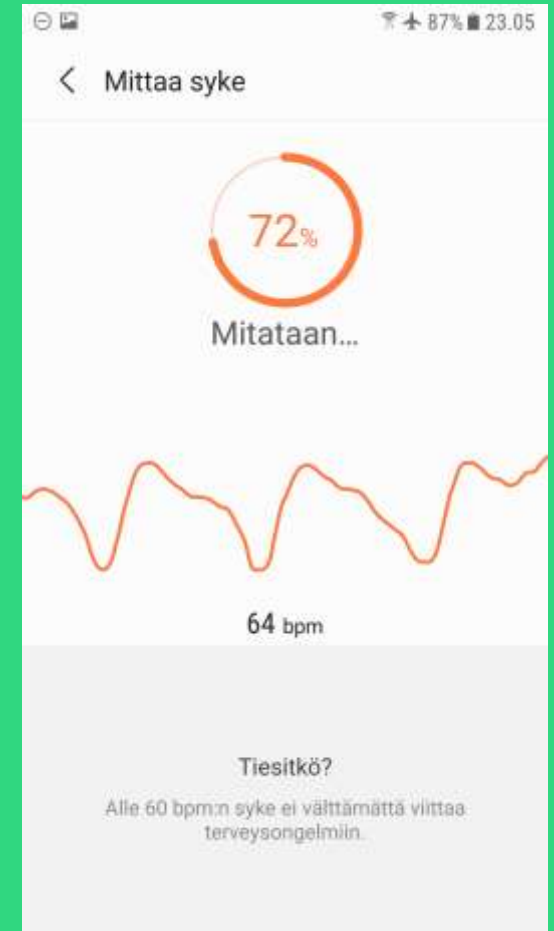 87% 23.05
Mittaa syke
72%
Mitataan...
64 bpm
Tiesitkö?
Alle 60 bpm:n syke ei välttämättä viittaa
terveysongelmiin.